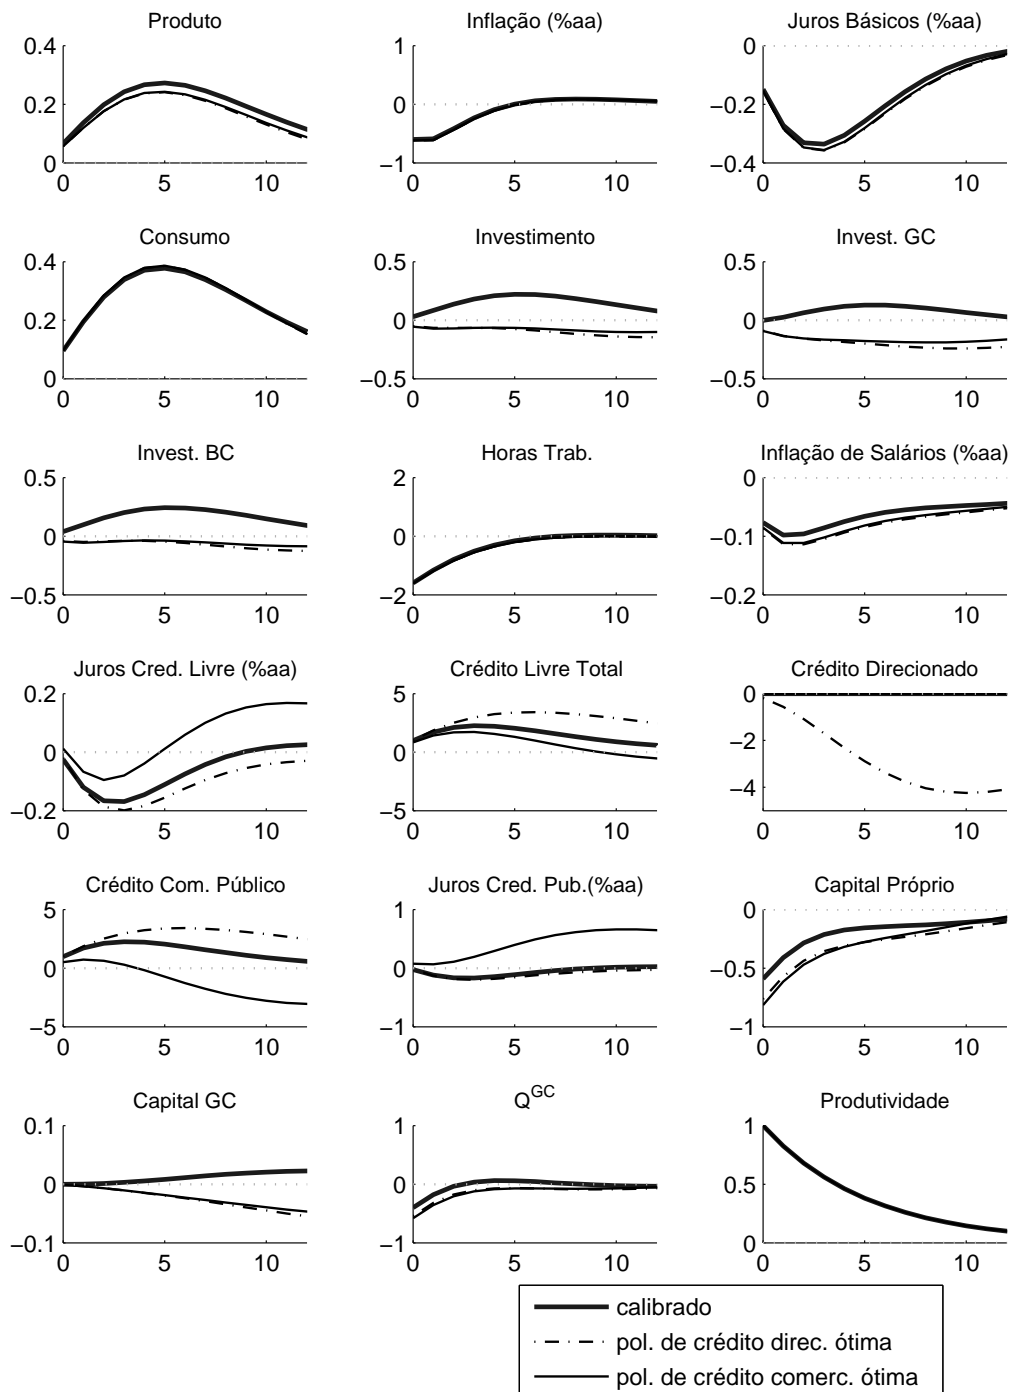 Produto Inflação (%aa) Juros Básicos (%aa)
0.4 1 0
0.2 0 −0.2
0 −1 −0.4
0 5 10 0 5 10 0 5 10
Consumo Investimento Invest. GC
0.4 0.5 0.5
0.2 0 0
0 −0.5 −0.5
0 5 10 0 5 10 0 5 10
Invest. BC Horas Trab. Inflação de Salários (%aa)
0.5 2 0
0 0 −0.1
−0.5 −2 −0.2
0 5 10 0 5 10 0 5 10
Juros Cred. Livre (%aa) Crédito Livre Total Crédito Direcionado
0.2 5 0
0 0 −2
−0.2 −5 −4
0 5 10 0 5 10 0 5 10
Crédito Com. Público Juros Cred. Pub.(%aa) Capital Próprio
5 1 0
0 0 −0.5
−5 −1 −1
0 5 10 0 5 10 0 5 10
Capital GC Q^GC Produtividade
0.1 1 1
0 0 0.5
−0.1 −1 0
0 5 10 0 5 10 0 5 10
calibrado
pol. de crédito direc. ótima
pol. de crédito comerc. ótima